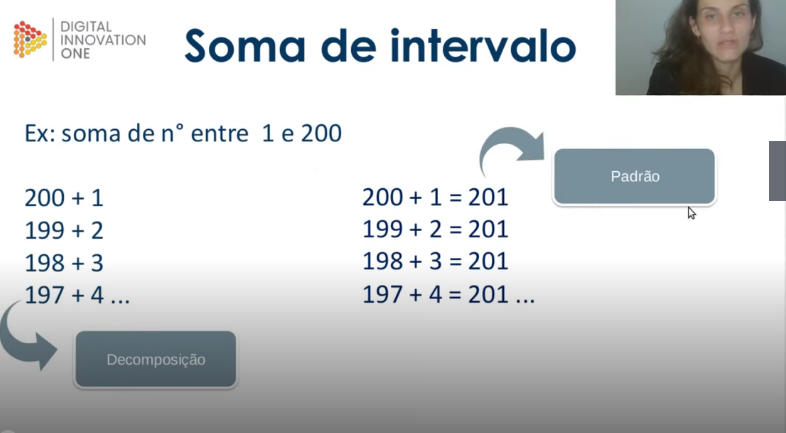 DIGITAL
INNOVATION
ONE
Soma de intervalo
Ex: soma de n° entre 1 e 200
200 + 1
199 + 2
198 + 3
197 + 4 ...
Decomposição
200 + 1 = 201
199 + 2 = 201
198 + 3 = 201
197 + 4 = 201 ...
Padrão